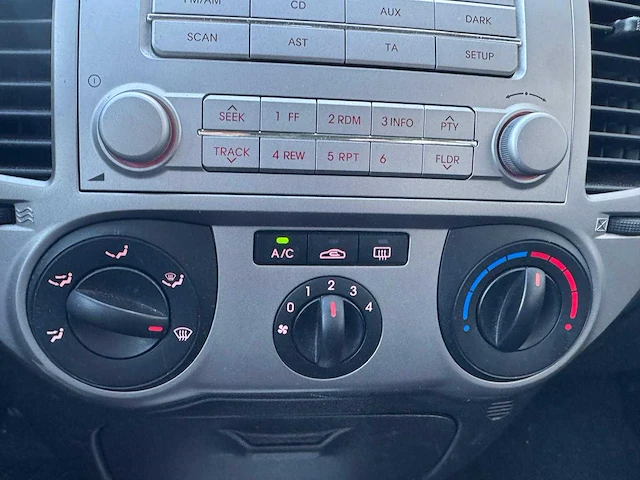 FM/AM CD AUX DARK
SCAN AST TA SETUP
SEEK 1 FF 2 RDM 3 INFO PTY
TRACK 4 REW 5 RPT 6 FLDR
A/C
0 1 2 3 4